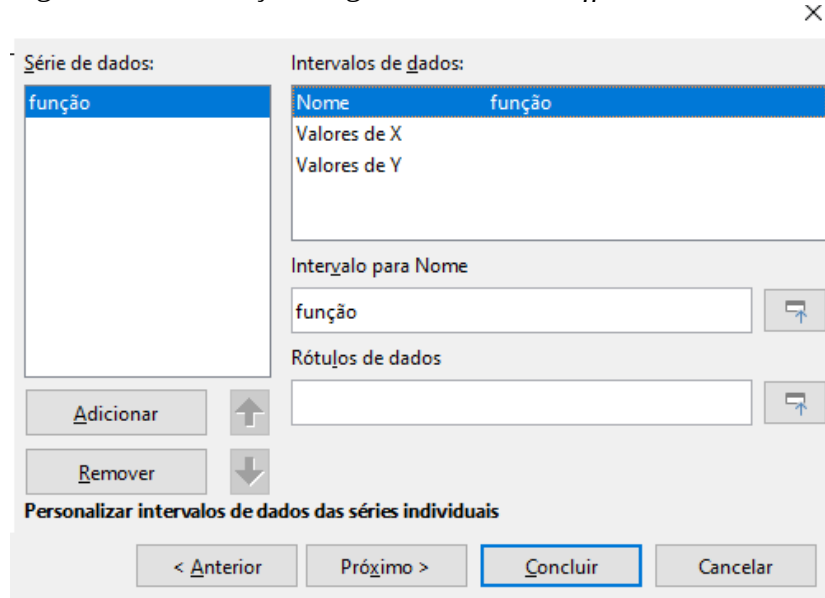 Série de dados:
função
Adicionar
Remover
Intervalos de dados:
Nome função
Valores de X
Valores de Y
Intervalo para Nome
função
Rótulos de dados
Personalizar intervalos de dados das séries individuais
< Anterior Próximo > Concluir Cancelar